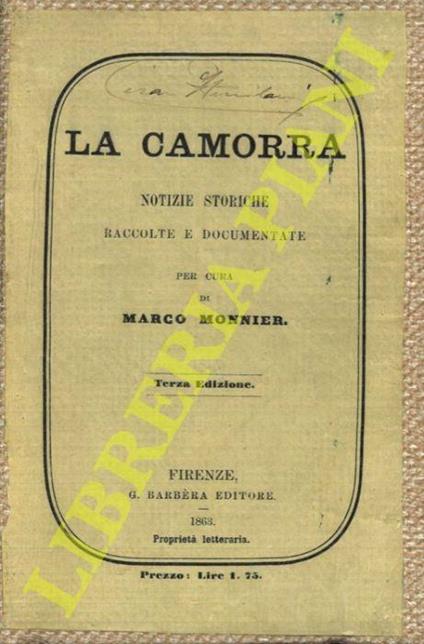 LA CAMORRA
NOTIZIE STORICHE
RACCOLTE E DOCUMENTATE
PER CURA
DI
MARCO MONNIER.
Terza Edizione.
FIRENZE,
G. BARBÈRA EDITORE.
1863.
Proprietà letteraria.
Prezzo: Lire 1. 75.
LIBRERIA PIANI